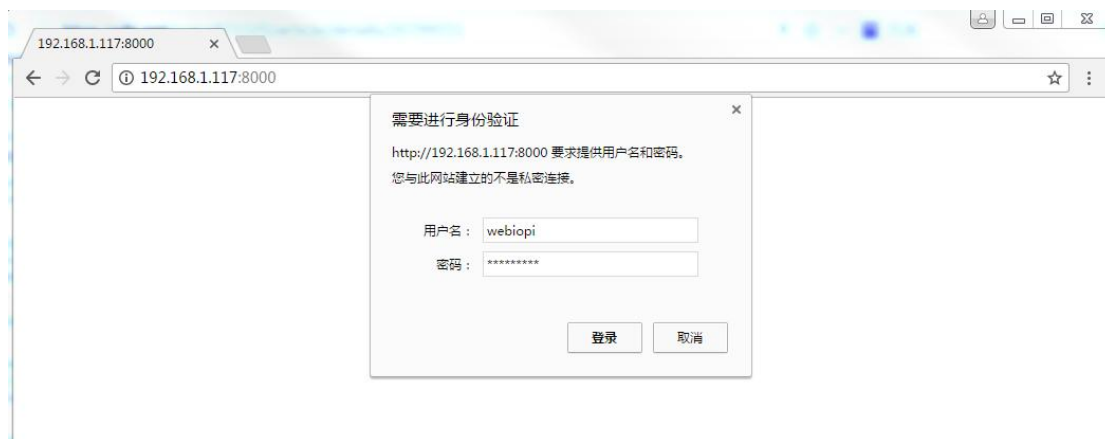 192.168.1.117:8000
192.168.1.117:8000
需要进行身份验证
http://192.168.1.117:8000 要求提供用户名和密码。
您与此网站建立的不是私密连接。
用户名: webiopi
密码: *********
登录 取消